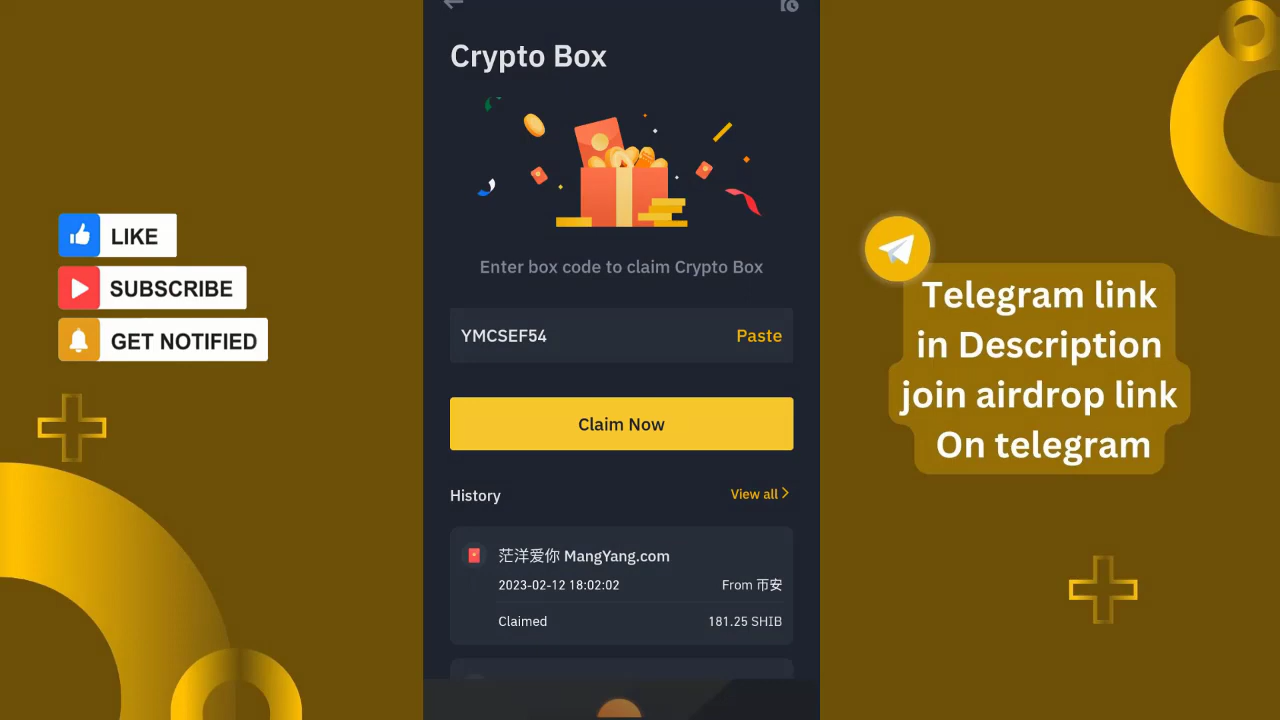 Crypto Box
Enter box code to claim Crypto Box
YMCSEF54
Paste
Claim Now
History
View all
茫洋爱你 MangYang.com
2023-02-12 18:02:02
From 币安
Claimed
181.25 SHIB
LIKE
SUBSCRIBE
GET NOTIFIED
Telegram link
in Description
join airdrop link
On telegram